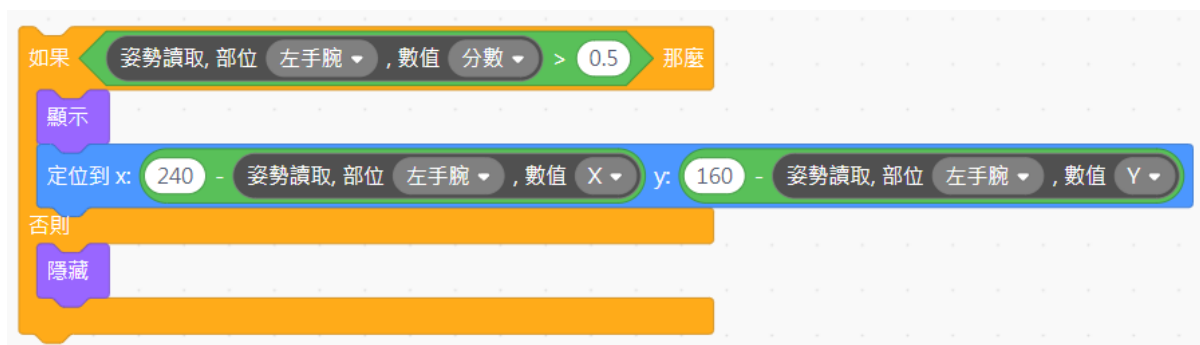 如果 姿勢讀取, 部位 左手腕 , 數值 分數 > 0.5 那麼
顯示
定位到 x: 240 - 姿勢讀取, 部位 左手腕 , 數值 X y: 160 - 姿勢讀取, 部位 左手腕 , 數值 Y
否則
隱藏